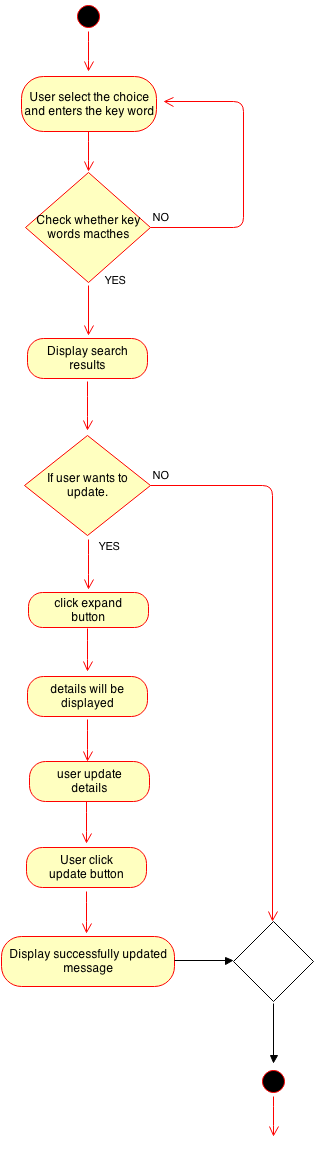 User select the choice
and enters the key word
Check whether key
words macthes
NO
YES
Display search
results
If user wants to
update.
NO
YES
click expand
button
details will be
displayed
user update
details
User click
update button
Display successfully updated
message